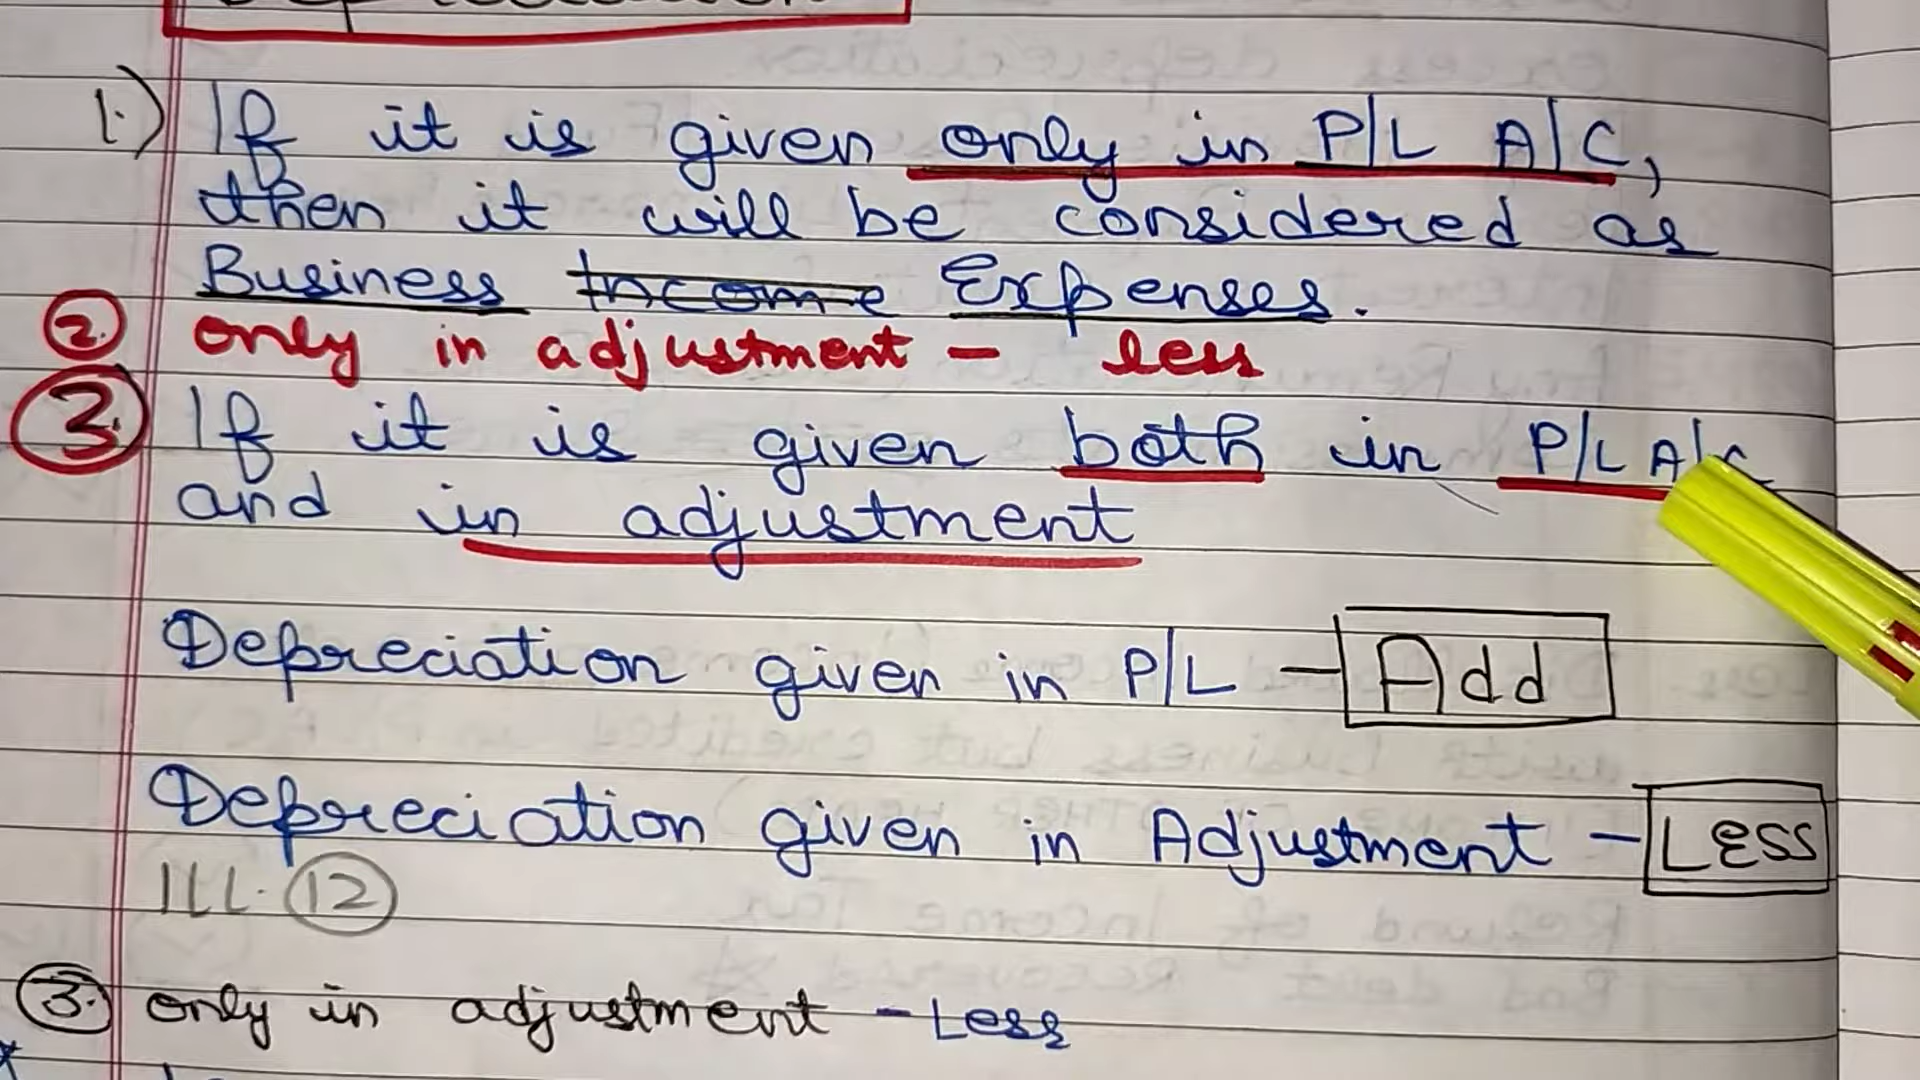 1.) If it is given only in P/L A/C,
then it will be considered as
Business Income Expenses.
2. only in adjustment - less
3. If it is given both in P/L A/C
and in adjustment
Depreciation given in P/L - Add
Depreciation given in Adjustment - Less
ILL. 12
3. only in adjustment - Less